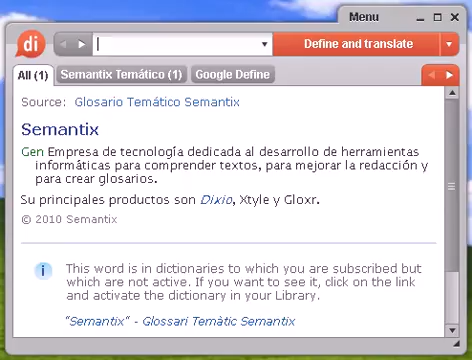 Menu
di
Define and translate
All (1) Semantix Temático (1) Google Define
Source: Glosario Temático Semantix
Semantix
Gen Empresa de tecnología dedicada al desarrollo de herramientas
informáticas para comprender textos, para mejorar la redacción y
para crear glosarios.
Su principales productos son Dixio, Xtyle y Gloxr.
© 2010 Semantix
This word is in dictionaries to which you are subscribed but
which are not active. If you want to see it, click on the link
and activate the dictionary in your Library.
"Semantix" - Glossari Temàtic Semantix